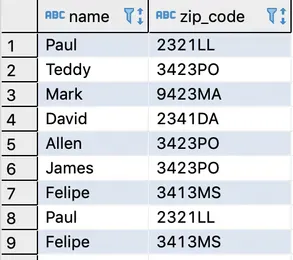 ABC name ABC zip_code
1 Paul 2321LL
2 Teddy 3423PO
3 Mark 9423MA
4 David 2341DA
5 Allen 3423PO
6 James 3423PO
7 Felipe 3413MS
8 Paul 2321LL
9 Felipe 3413MS